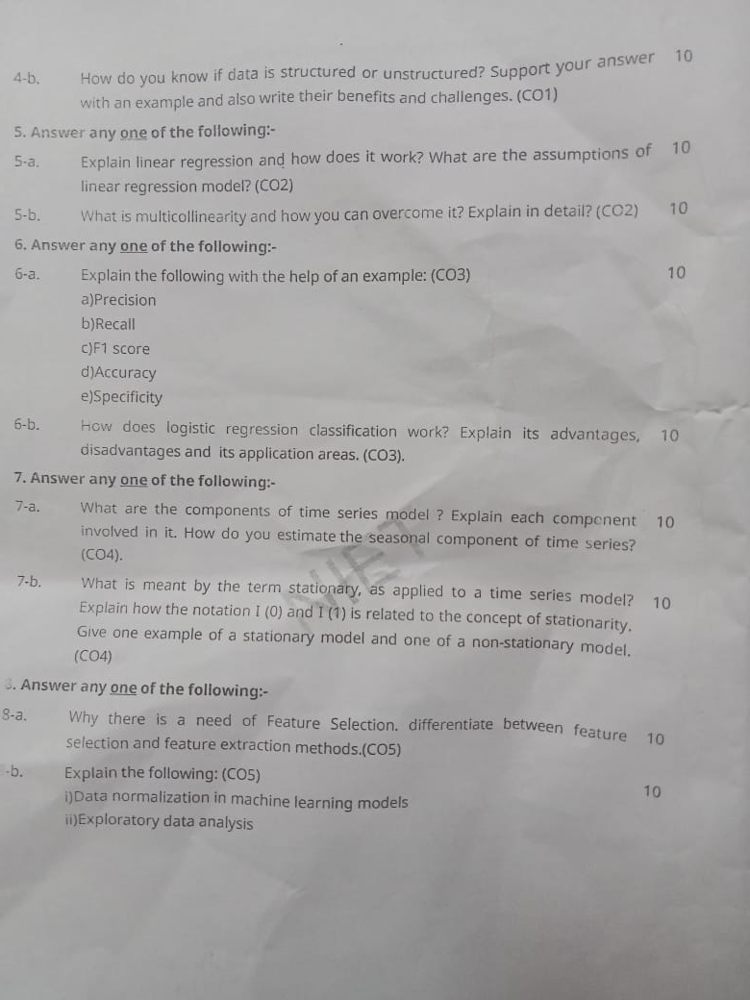 4-b. How do you know if data is structured or unstructured? Support your answer 10
with an example and also write their benefits and challenges. (CO1)
5. Answer any one of the following:-
5-a. Explain linear regression and how does it work? What are the assumptions of 10
linear regression model? (CO2)
5-b. What is multicollinearity and how you can overcome it? Explain in detail? (CO2) 10
6. Answer any one of the following:-
6-a. Explain the following with the help of an example: (CO3) 10
a)Precision
b)Recall
c)F1 score
d)Accuracy
e)Specificity
6-b. How does logistic regression classification work? Explain its advantages, 10
disadvantages and its application areas. (CO3).
7. Answer any one of the following:-
7-a. What are the components of time series model ? Explain each component 10
involved in it. How do you estimate the seasonal component of time series?
(CO4).
7-b. What is meant by the term stationary, as applied to a time series model? 10
Explain how the notation I (0) and I (1) is related to the concept of stationarity.
Give one example of a stationary model and one of a non-stationary model.
(CO4)
8. Answer any one of the following:-
8-a. Why there is a need of Feature Selection. differentiate between feature 10
selection and feature extraction methods.(CO5)
-b. Explain the following: (CO5) 10
i)Data normalization in machine learning models
ii)Exploratory data analysis
NIET